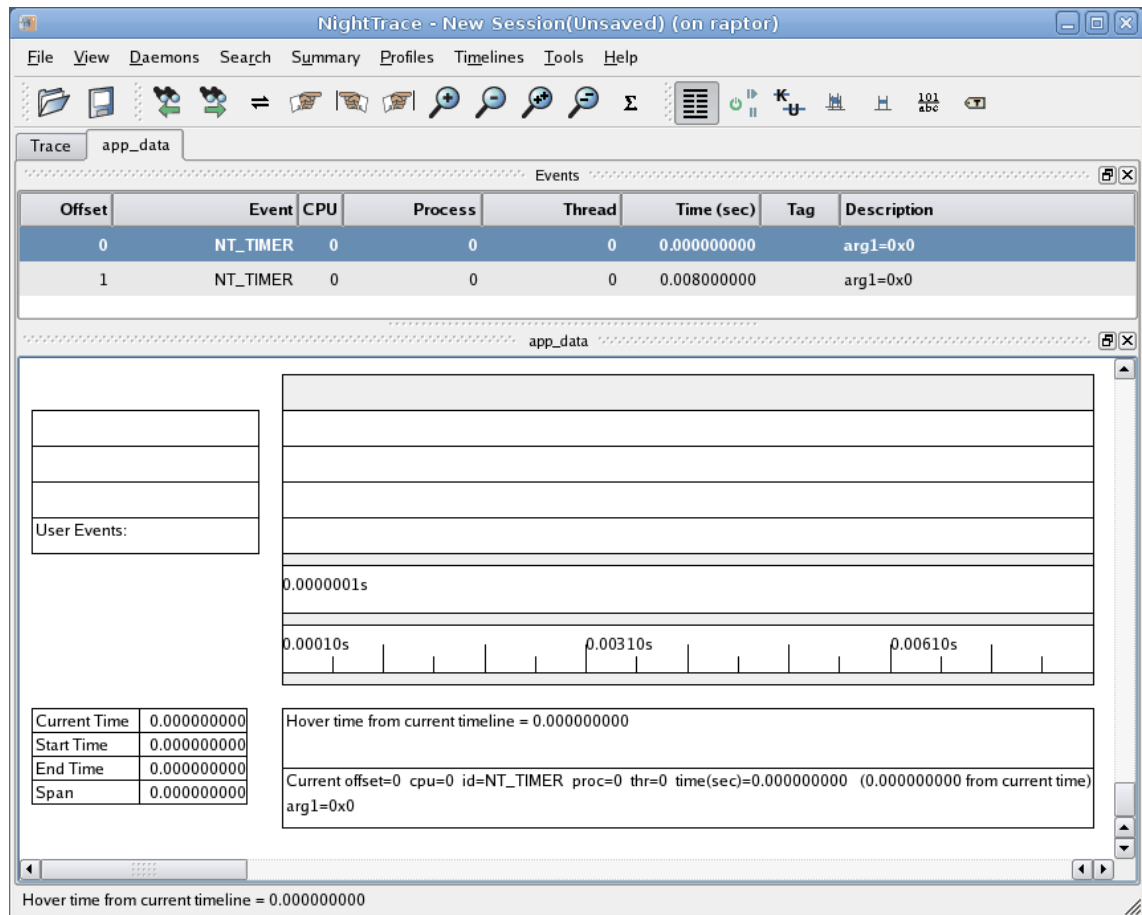 NightTrace - New Session(Unsaved) (on raptor)
File View Daemons Search Summary Profiles Timelines Tools Help
Σ K U 101 abc T
Trace app_data
Events
Offset Event CPU Process Thread Time (sec) Tag Description
0 NT_TIMER 0 0 0 0.000000000 arg1=0x0
1 NT_TIMER 0 0 0 0.008000000 arg1=0x0
app_data
User Events:
0.0000001s
0.00010s 0.00310s 0.00610s
Current Time 0.000000000
Start Time 0.000000000
End Time 0.000000000
Span 0.000000000
Hover time from current timeline = 0.000000000
Current offset=0 cpu=0 id=NT_TIMER proc=0 thr=0 time(sec)=0.000000000 (0.000000000 from current time)
arg1=0x0
Hover time from current timeline = 0.000000000